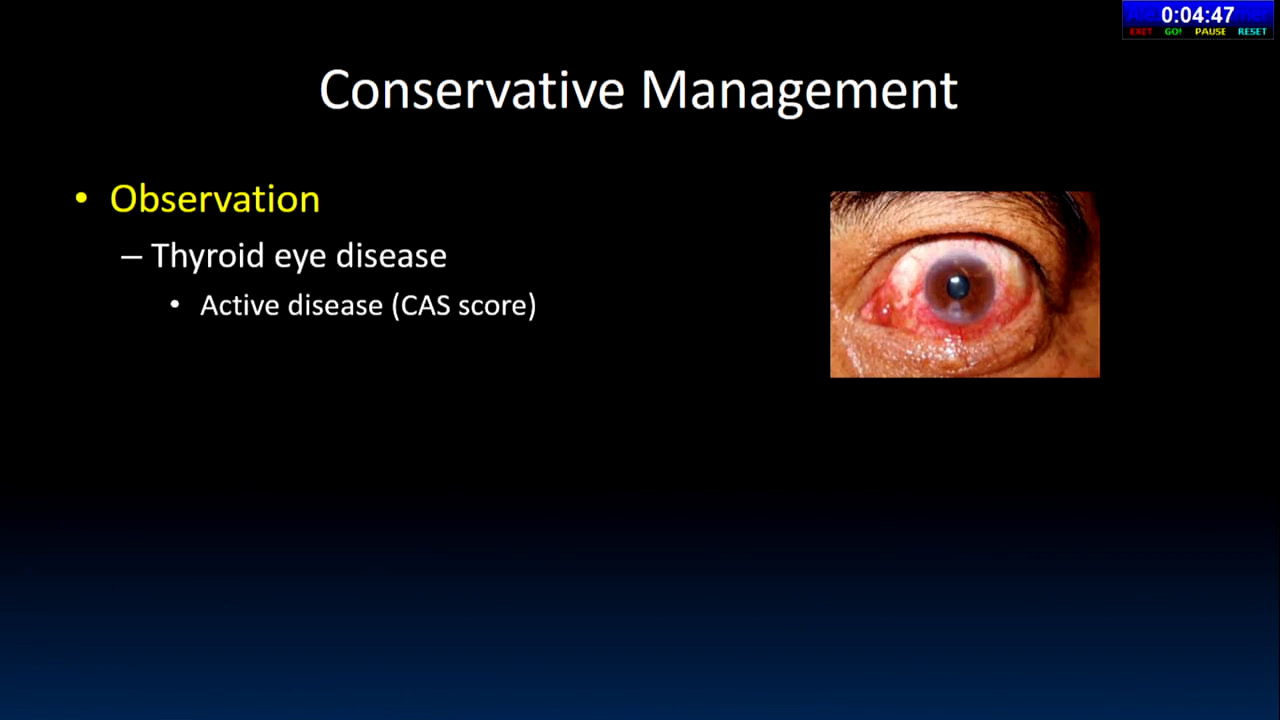 0:04:47
EXIT GO! PAUSE RESET
Conservative Management
• Observation
– Thyroid eye disease
• Active disease (CAS score)